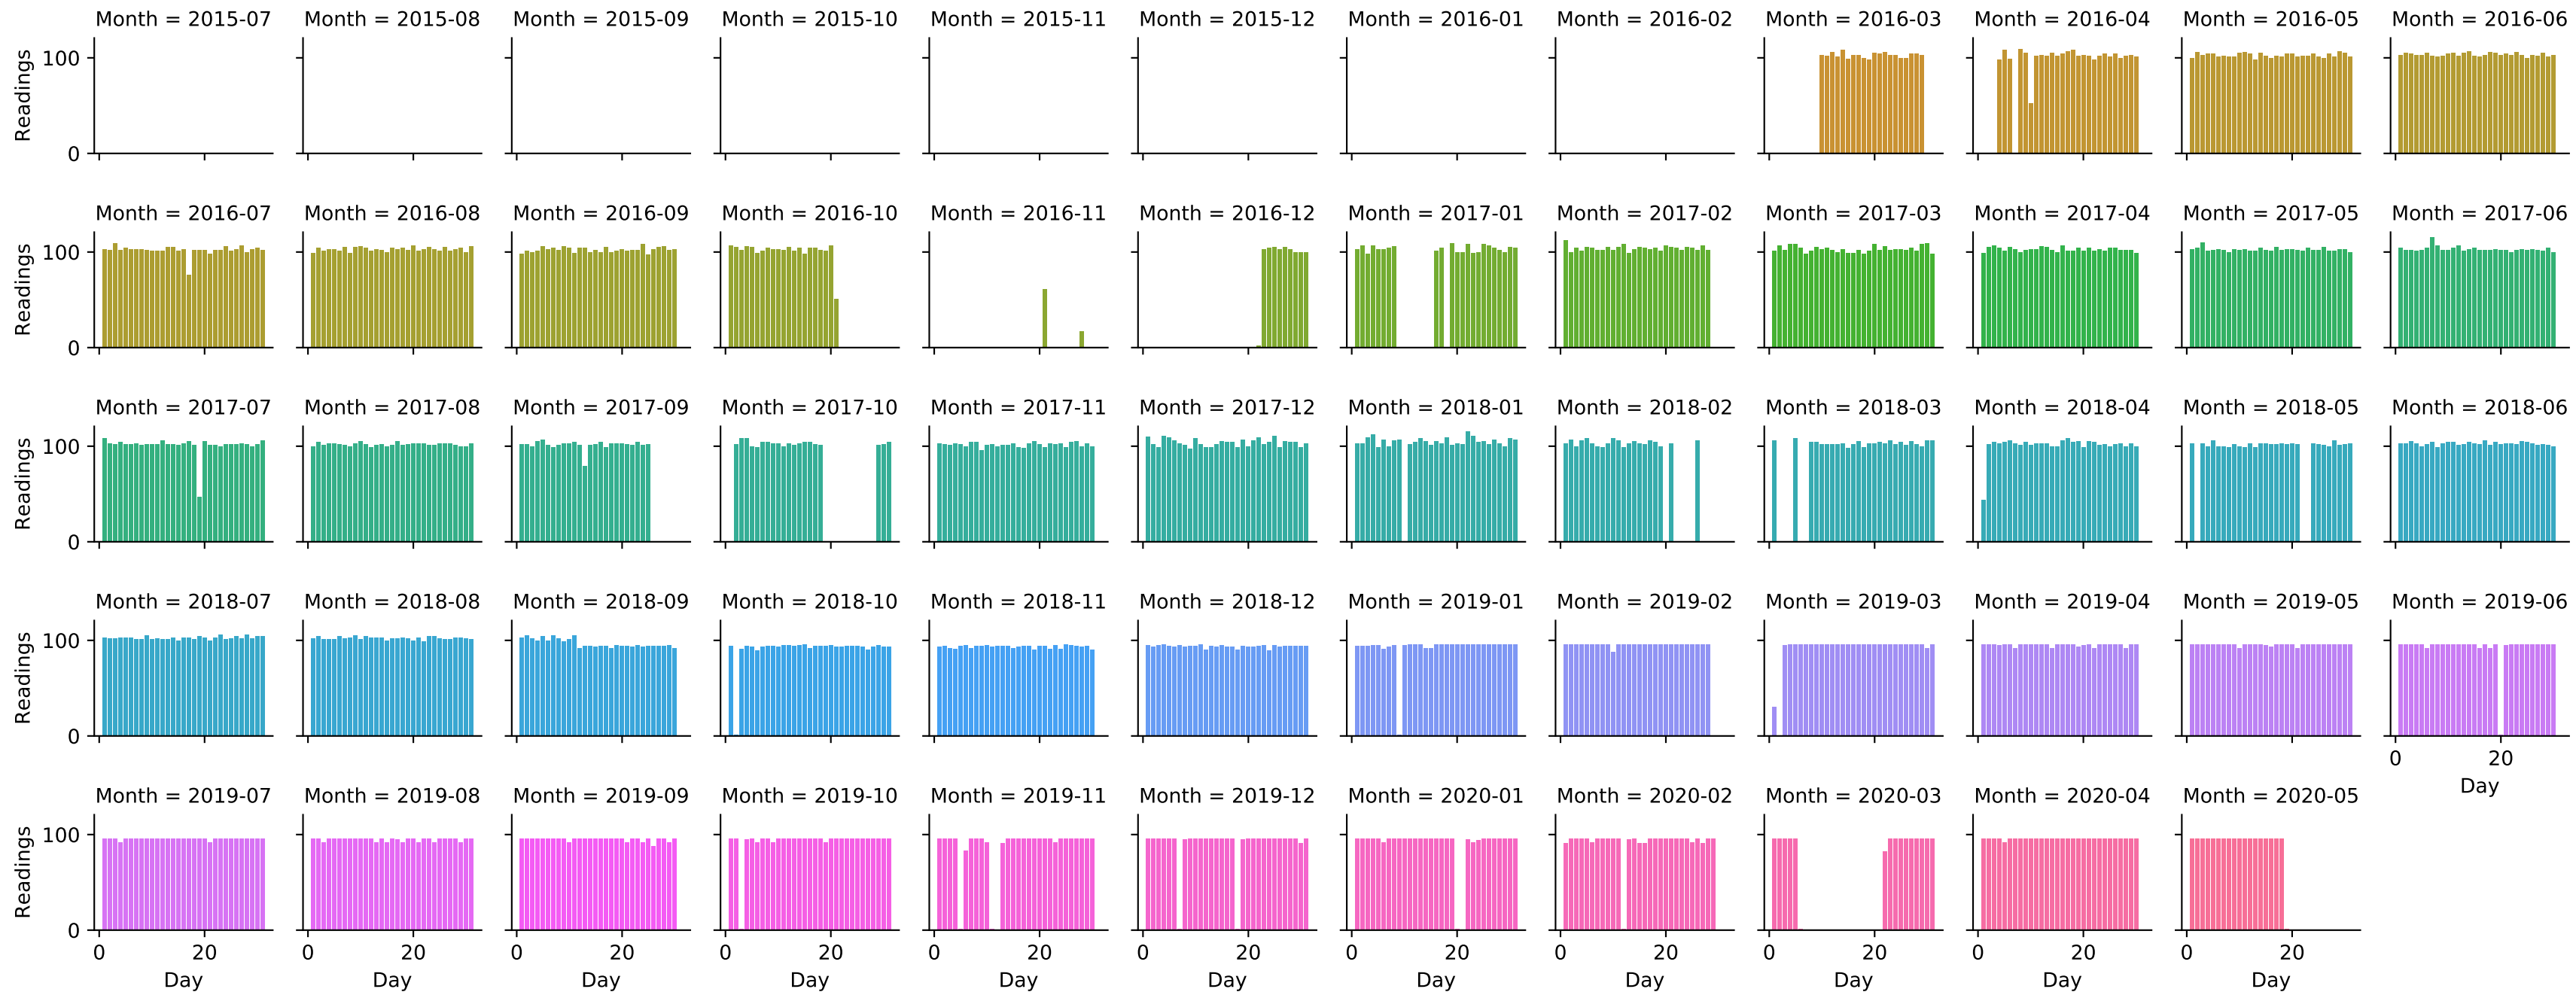 Month = 2015-07 Month = 2015-08 Month = 2015-09 Month = 2015-10 Month = 2015-11 Month = 2015-12 Month = 2016-01 Month = 2016-02 Month = 2016-03 Month = 2016-04 Month = 2016-05 Month = 2016-06
100
Readings
0
Month = 2016-07 Month = 2016-08 Month = 2016-09 Month = 2016-10 Month = 2016-11 Month = 2016-12 Month = 2017-01 Month = 2017-02 Month = 2017-03 Month = 2017-04 Month = 2017-05 Month = 2017-06
100
Readings
0
Month = 2017-07 Month = 2017-08 Month = 2017-09 Month = 2017-10 Month = 2017-11 Month = 2017-12 Month = 2018-01 Month = 2018-02 Month = 2018-03 Month = 2018-04 Month = 2018-05 Month = 2018-06
100
Readings
0
Month = 2018-07 Month = 2018-08 Month = 2018-09 Month = 2018-10 Month = 2018-11 Month = 2018-12 Month = 2019-01 Month = 2019-02 Month = 2019-03 Month = 2019-04 Month = 2019-05 Month = 2019-06
100
Readings
0
0 20
Day
Month = 2019-07 Month = 2019-08 Month = 2019-09 Month = 2019-10 Month = 2019-11 Month = 2019-12 Month = 2020-01 Month = 2020-02 Month = 2020-03 Month = 2020-04 Month = 2020-05
100
Readings
0
0 20 0 20 0 20 0 20 0 20 0 20 0 20 0 20 0 20 0 20 0 20
Day Day Day Day Day Day Day Day Day Day Day